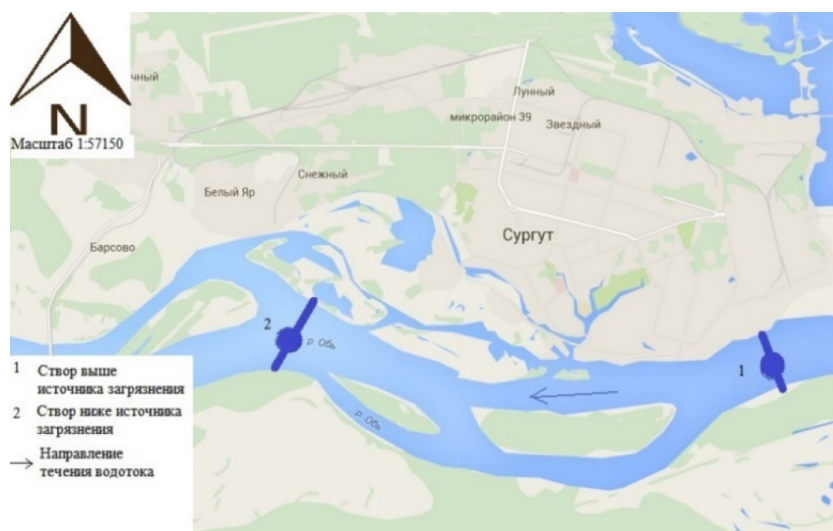 N
Масштаб 1:57150
чный
Лунный
микрорайон 39
Звездный
Снежный
Белый Яр
Барсово
Сургут
2
р. Обь
1
р. Обь
1 Створ выше
источника загрязнения
2 Створ ниже источника
загрязнения
Направление
течения водотока